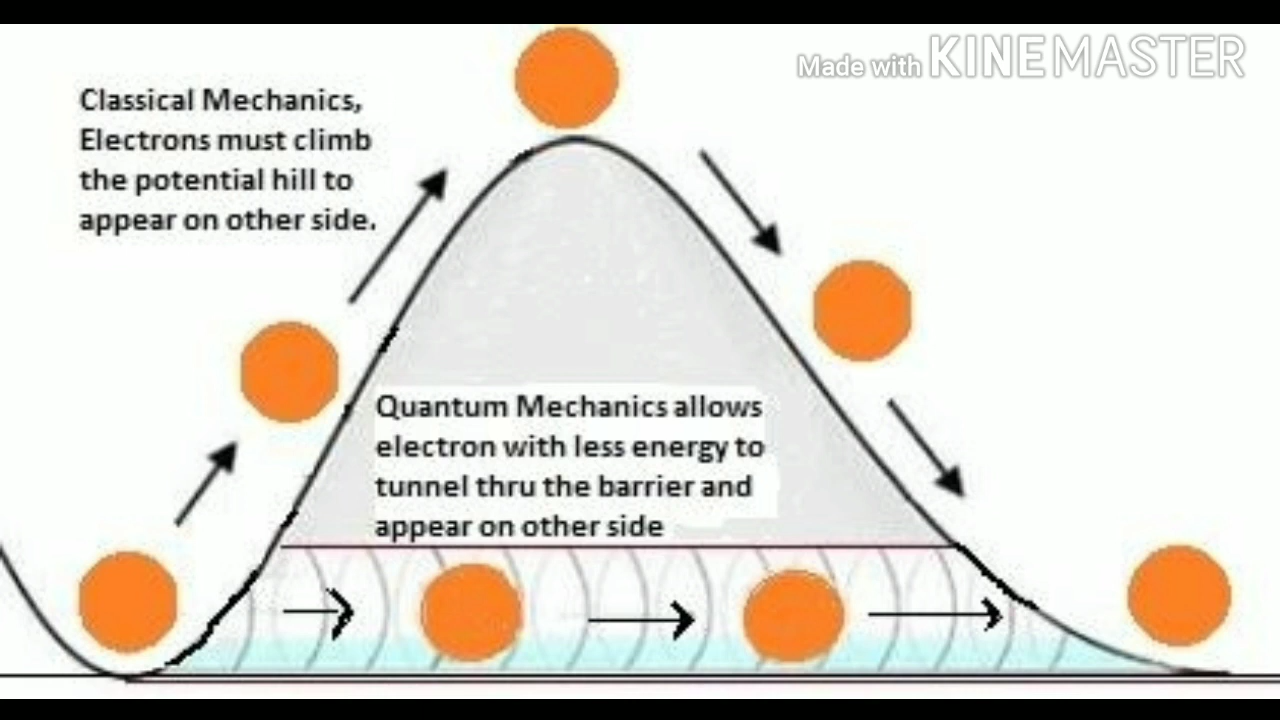 Made with KINEMASTER
Classical Mechanics,
Electrons must climb
the potential hill to
appear on other side.
Quantum Mechanics allows
electron with less energy to
tunnel thru the barrier and
appear on other side